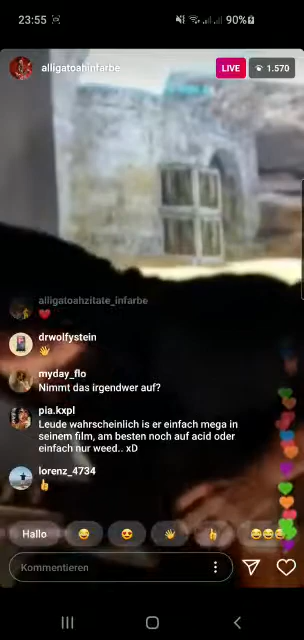 23:55
90%
alligatoahinfarbe
LIVE
1.570
alligatoahzitate_infarbe
❤️
drwolfystein
👋
myday_flo
Nimmt das irgendwer auf?
pia.kxpl
Leude wahrscheinlich is er einfach mega in
seinem film, am besten noch auf acid oder
einfach nur weed.. xD
lorenz_4734
👆
Hallo 😂 😍 👋 👆 😂😂😂
Kommentieren